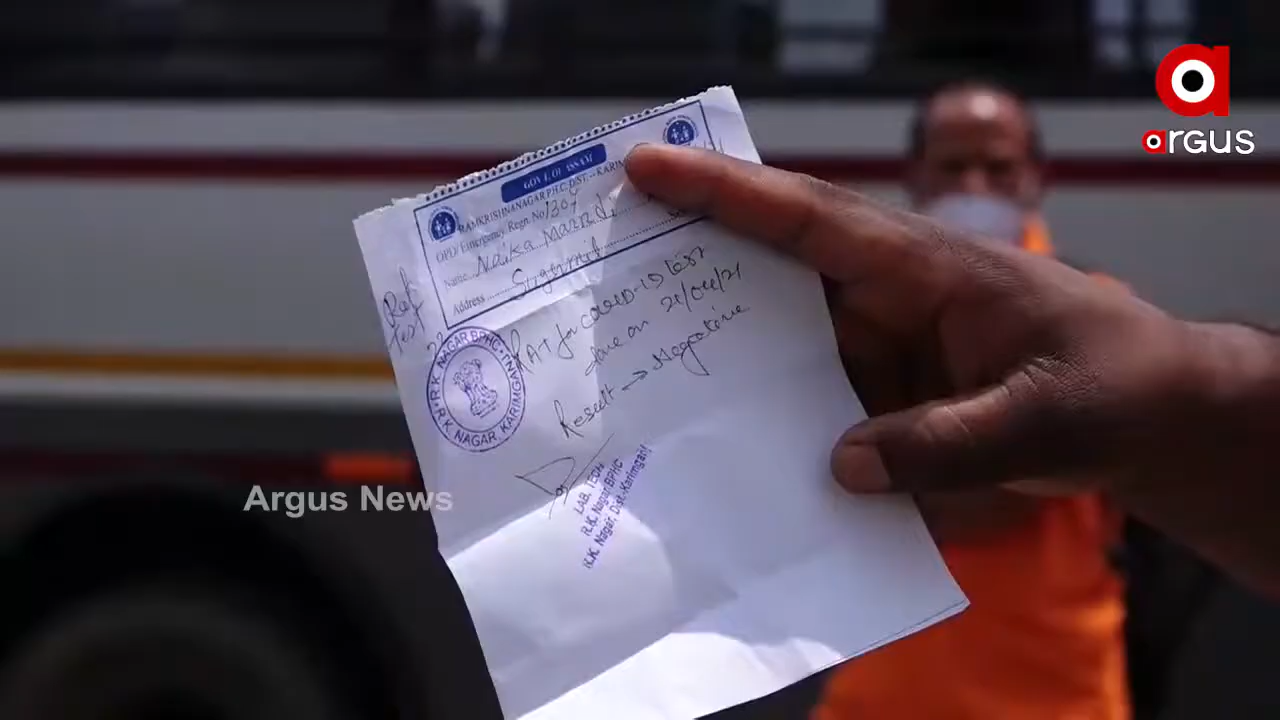 argus
GOVT. OF ASSAM
RAMKRISHNANAGAR P.H.C. DIST.-KARIM
OPD/ Emergency. Regn. No 1307
Name Naika Marndi
Address
Raf
Test
RAT for covid-19 test
done on 21/04/21
Result → Negative
R.K. NAGAR BPHC
R.K. NAGAR, KARIMGANJ
LAB. TECH
R.K. Nagar BPHC
R.K. Nagar, Dist.-Karimganj
Argus News